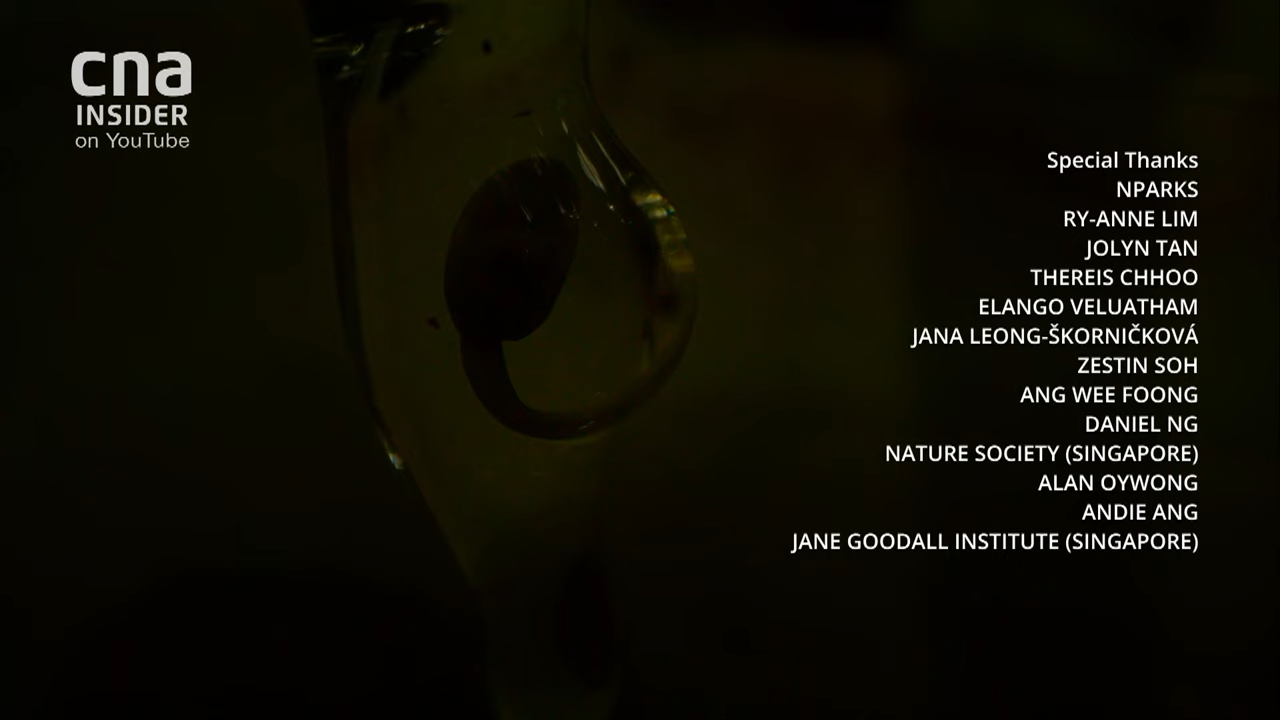 cna
INSIDER
on YouTube
Special Thanks
NPARKS
RY-ANNE LIM
JOLYN TAN
THEREIS CHHOO
ELANGO VELUATHAM
JANA LEONG-ŠKORNIČKOVÁ
ZESTIN SOH
ANG WEE FOONG
DANIEL NG
NATURE SOCIETY (SINGAPORE)
ALAN OYWONG
ANDIE ANG
JANE GOODALL INSTITUTE (SINGAPORE)